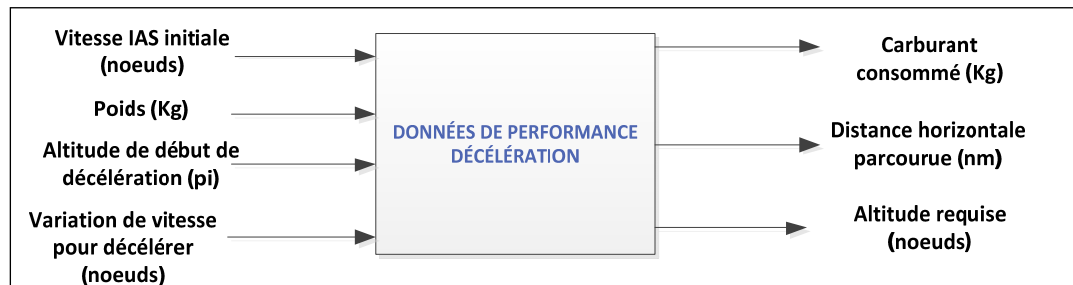 Vitesse IAS initiale
(noeuds)
Poids (Kg)
Altitude de début de
décélération (pi)
Variation de vitesse
pour décélérer
(noeuds)
DONNÉES DE PERFORMANCE
DÉCÉLÉRATION
Carburant
consommé (Kg)
Distance horizontale
parcourue (nm)
Altitude requise
(noeuds)